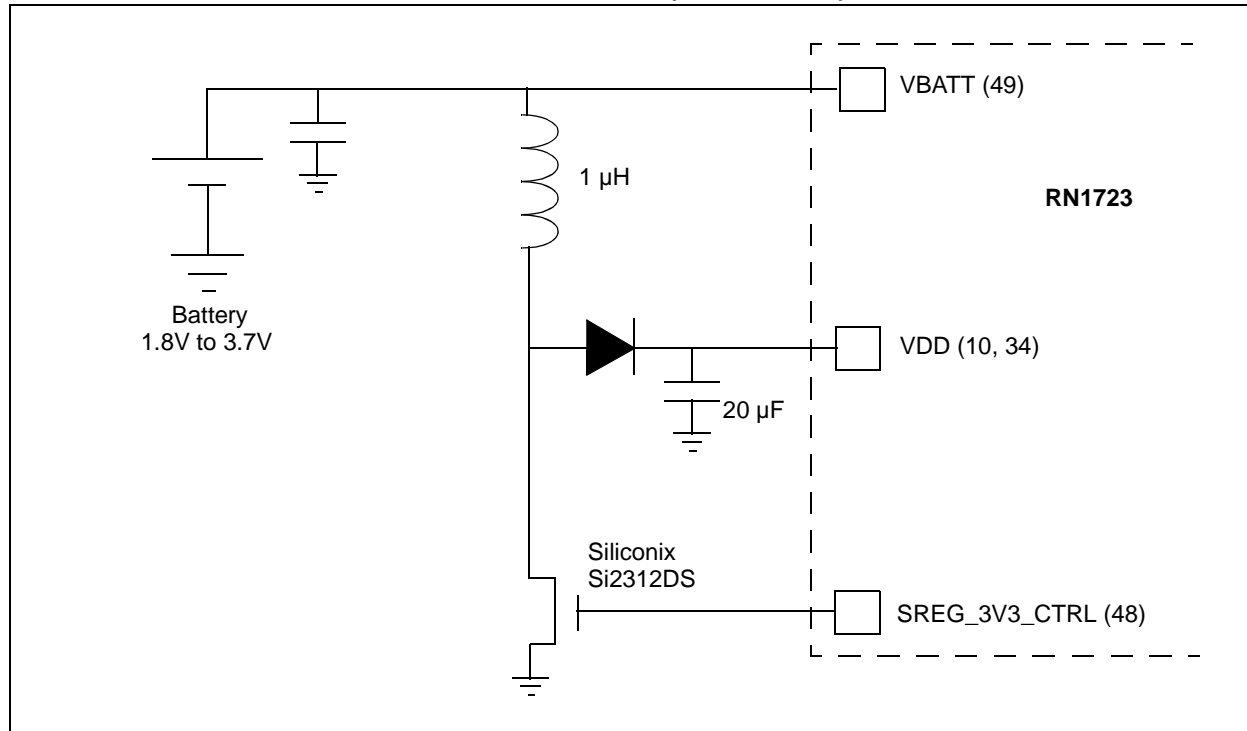 VBATT (49)
1 µH
RN1723
Battery
1.8V to 3.7V
VDD (10, 34)
20 µF
Siliconix
Si2312DS
SREG_3V3_CTRL (48)